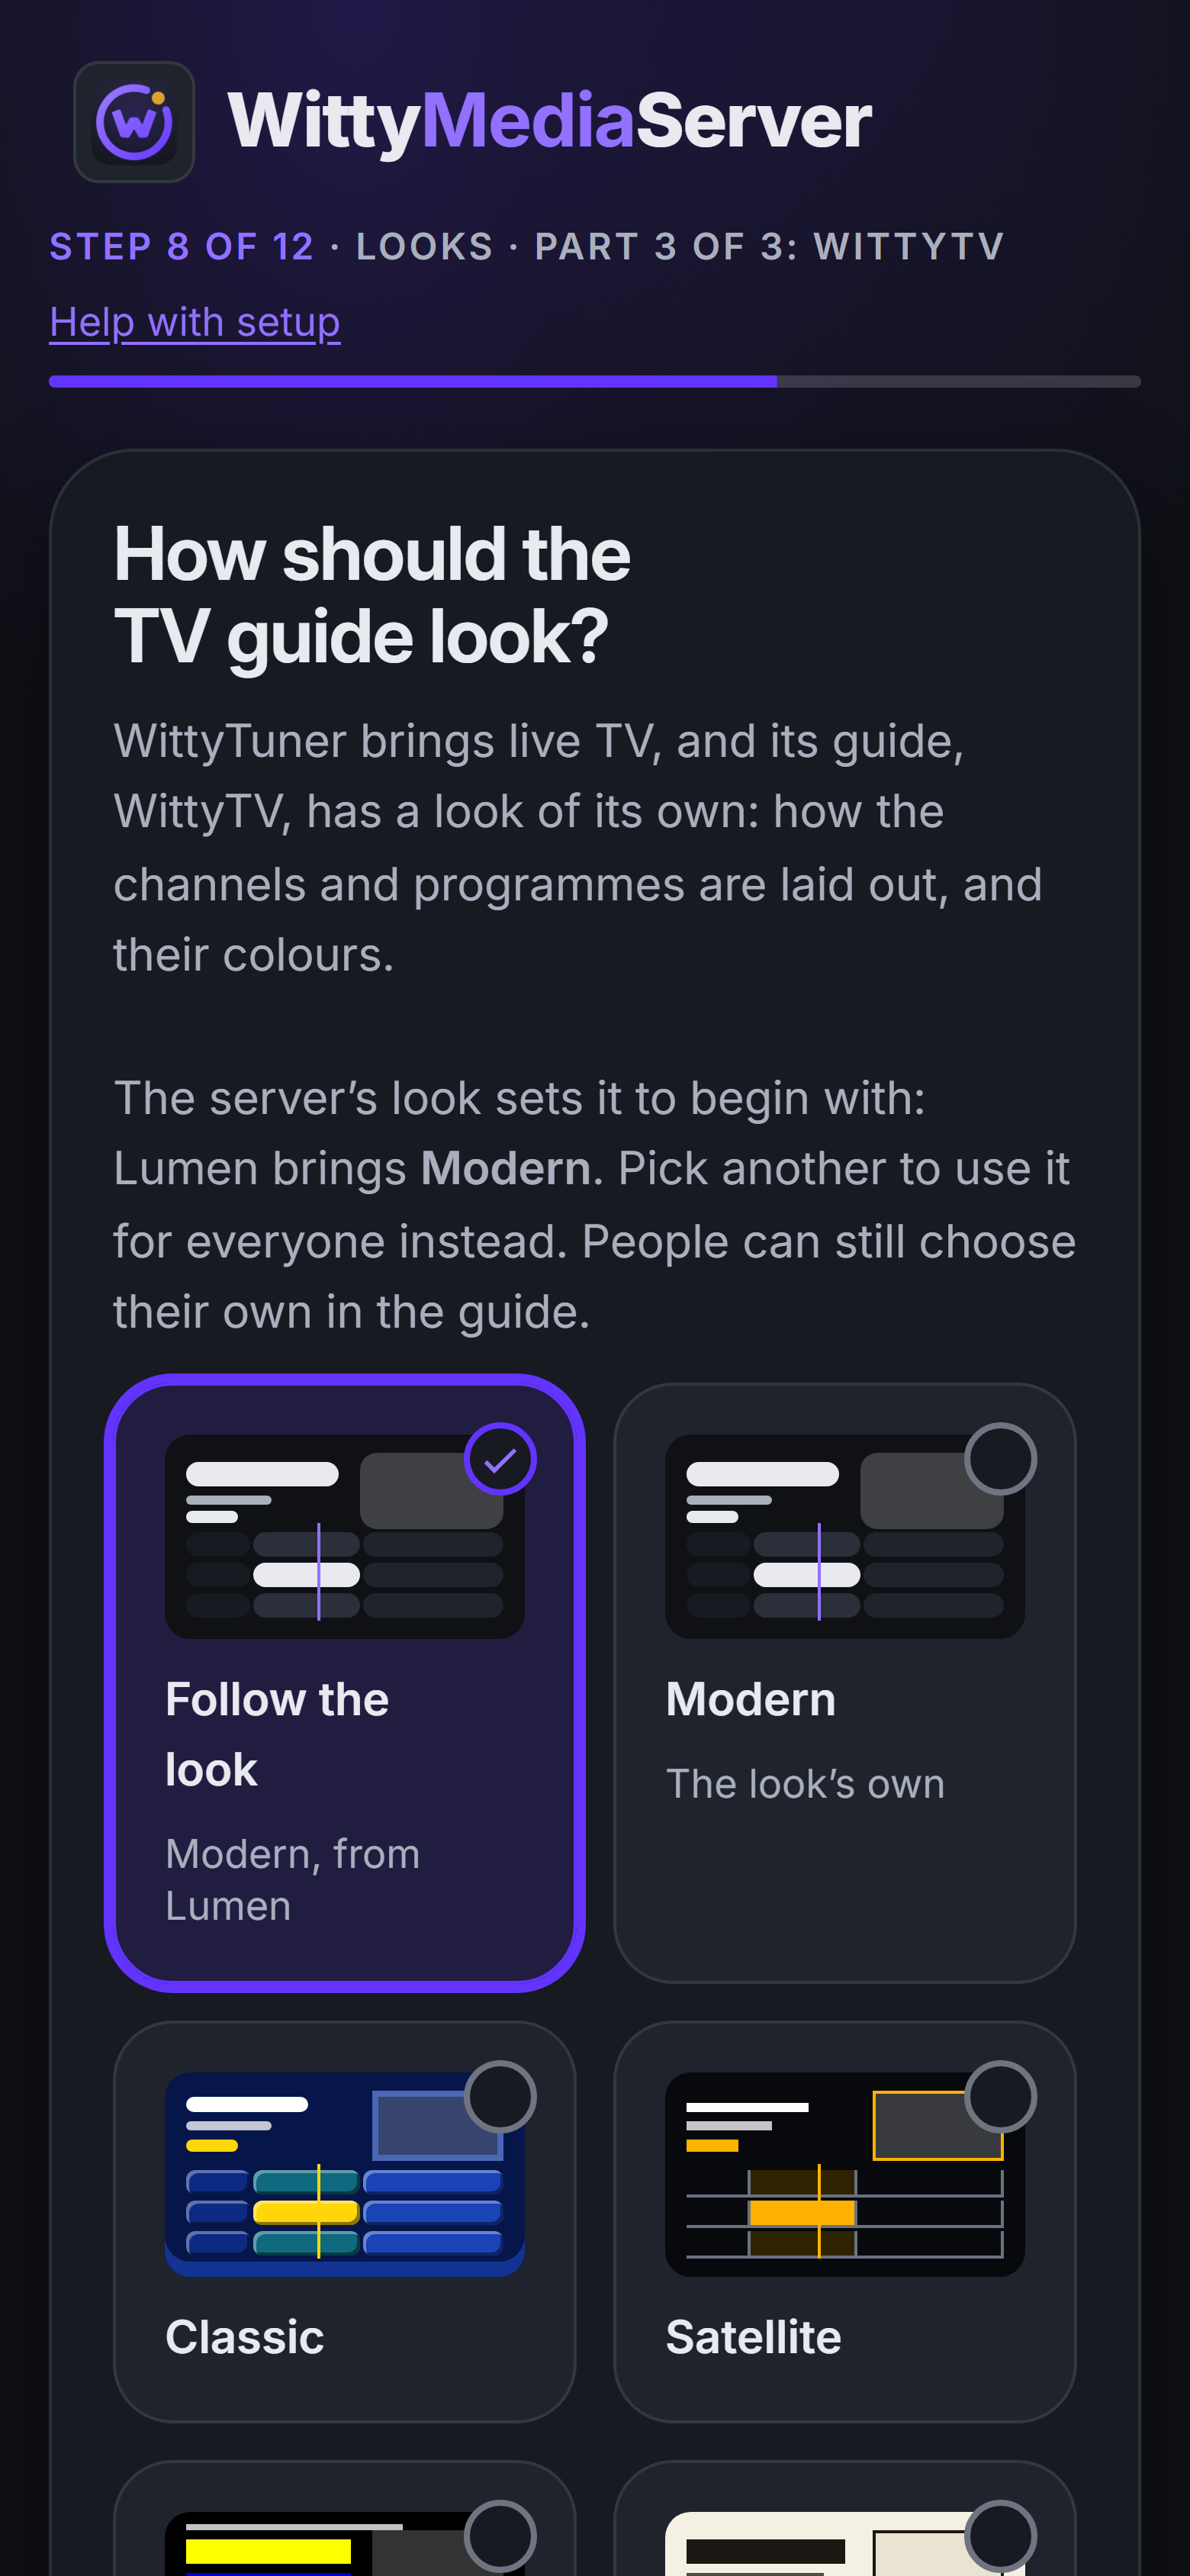 WittyMediaServer
STEP 8 OF 12 · LOOKS · PART 3 OF 3: WITTYTV
Help with setup
How should the
TV guide look?
WittyTuner brings live TV, and its guide,
WittyTV, has a look of its own: how the
channels and programmes are laid out, and
their colours.
The server’s look sets it to begin with:
Lumen brings Modern. Pick another to use it
for everyone instead. People can still choose
their own in the guide.
Follow the
look
Modern, from
Lumen
Modern
The look’s own
Classic
Satellite